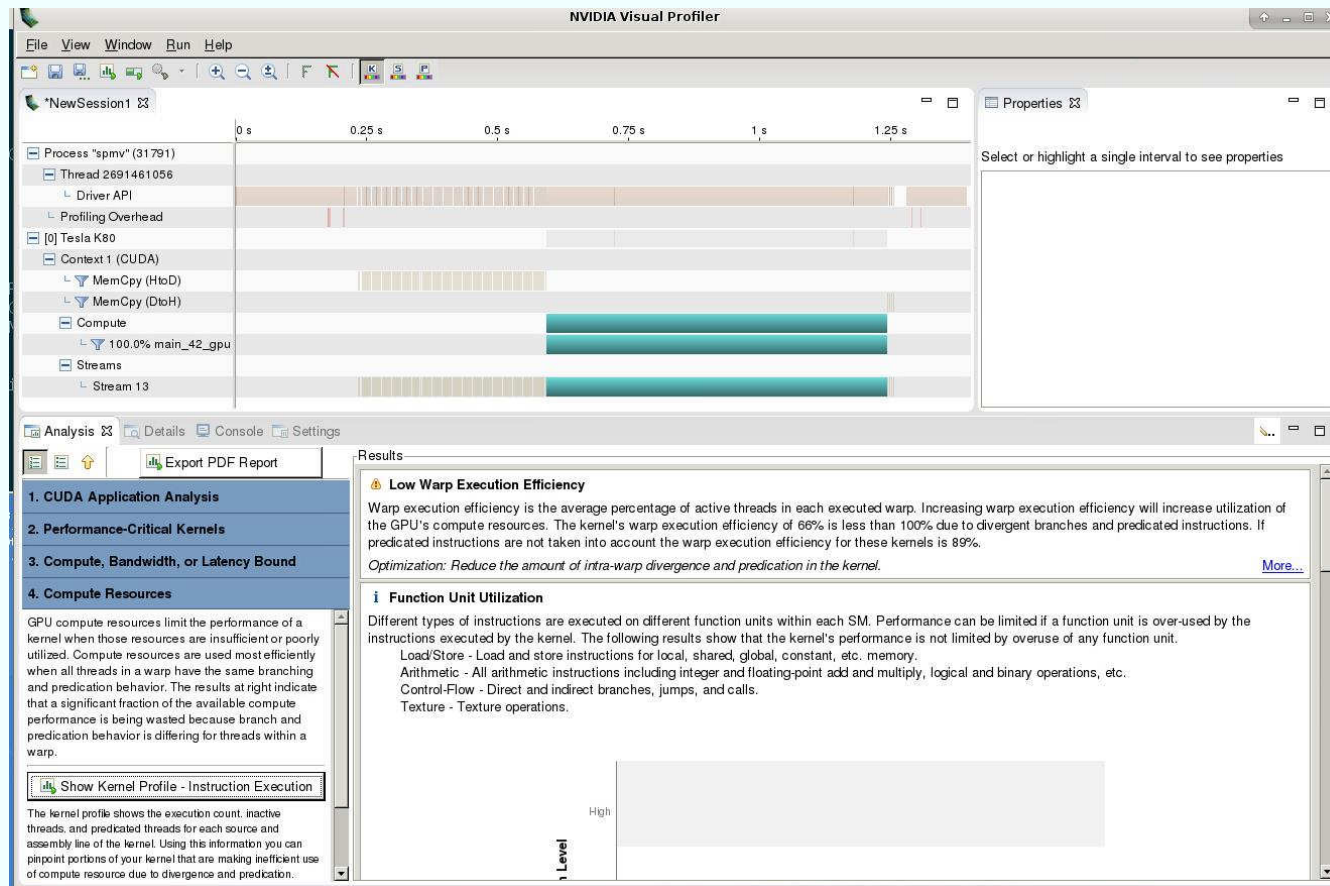 NVIDIA Visual Profiler
File View Window Run Help
*NewSession1
Properties
0 s 0.25 s 0.5 s 0.75 s 1 s 1.25 s
Process "spmv" (31791)
Thread 2691461056
Driver API
Profiling Overhead
[0] Tesla K80
Context 1 (CUDA)
MemCpy (HtoD)
MemCpy (DtoH)
Compute
100.0% main_42_gpu
Streams
Stream 13
Select or highlight a single interval to see properties
Analysis Details Console Settings
Export PDF Report
1. CUDA Application Analysis
2. Performance-Critical Kernels
3. Compute, Bandwidth, or Latency Bound
4. Compute Resources
GPU compute resources limit the performance of a
kernel when those resources are insufficient or poorly
utilized. Compute resources are used most efficiently
when all threads in a warp have the same branching
and predication behavior. The results at right indicate
that a significant fraction of the available compute
performance is being wasted because branch and
predication behavior is differing for threads within a
warp.
Show Kernel Profile - Instruction Execution
The kernel profile shows the execution count, inactive
threads, and predicated threads for each source and
assembly line of the kernel. Using this information you can
pinpoint portions of your kernel that are making inefficient use
of compute resource due to divergence and predication.
Results
Low Warp Execution Efficiency
Warp execution efficiency is the average percentage of active threads in each executed warp. Increasing warp execution efficiency will increase utilization of
the GPU's compute resources. The kernel's warp execution efficiency of 66% is less than 100% due to divergent branches and predicated instructions. If
predicated instructions are not taken into account the warp execution efficiency for these kernels is 89%.
Optimization: Reduce the amount of intra-warp divergence and predication in the kernel. More...
Function Unit Utilization
Different types of instructions are executed on different function units within each SM. Performance can be limited if a function unit is over-used by the
instructions executed by the kernel. The following results show that the kernel's performance is not limited by overuse of any function unit.
Load/Store - Load and store instructions for local, shared, global, constant, etc. memory.
Arithmetic - All arithmetic instructions including integer and floating-point add and multiply, logical and binary operations, etc.
Control-Flow - Direct and indirect branches, jumps, and calls.
Texture - Texture operations.
High
Level